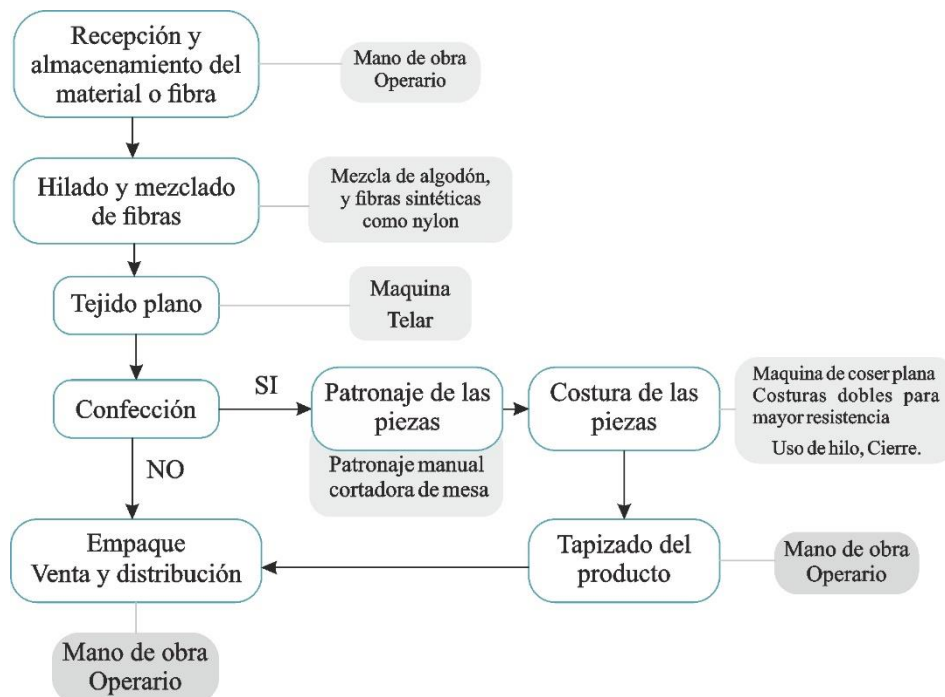 Recepción y
almacenamiento del
material o fibra
Mano de obra
Operario
Hilado y mezclado
de fibras
Mezcla de algodón,
y fibras sintéticas
como nylon
Tejido plano
Maquina
Telar
Confección
SI
Patronaje de las
piezas
Patronaje manual
cortadora de mesa
Costura de las
piezas
Maquina de coser plana
Costuras dobles para
mayor resistencia
Uso de hilo, Cierre.
NO
Empaque
Venta y distribución
Tapizado del
producto
Mano de obra
Operario
Mano de obra
Operario